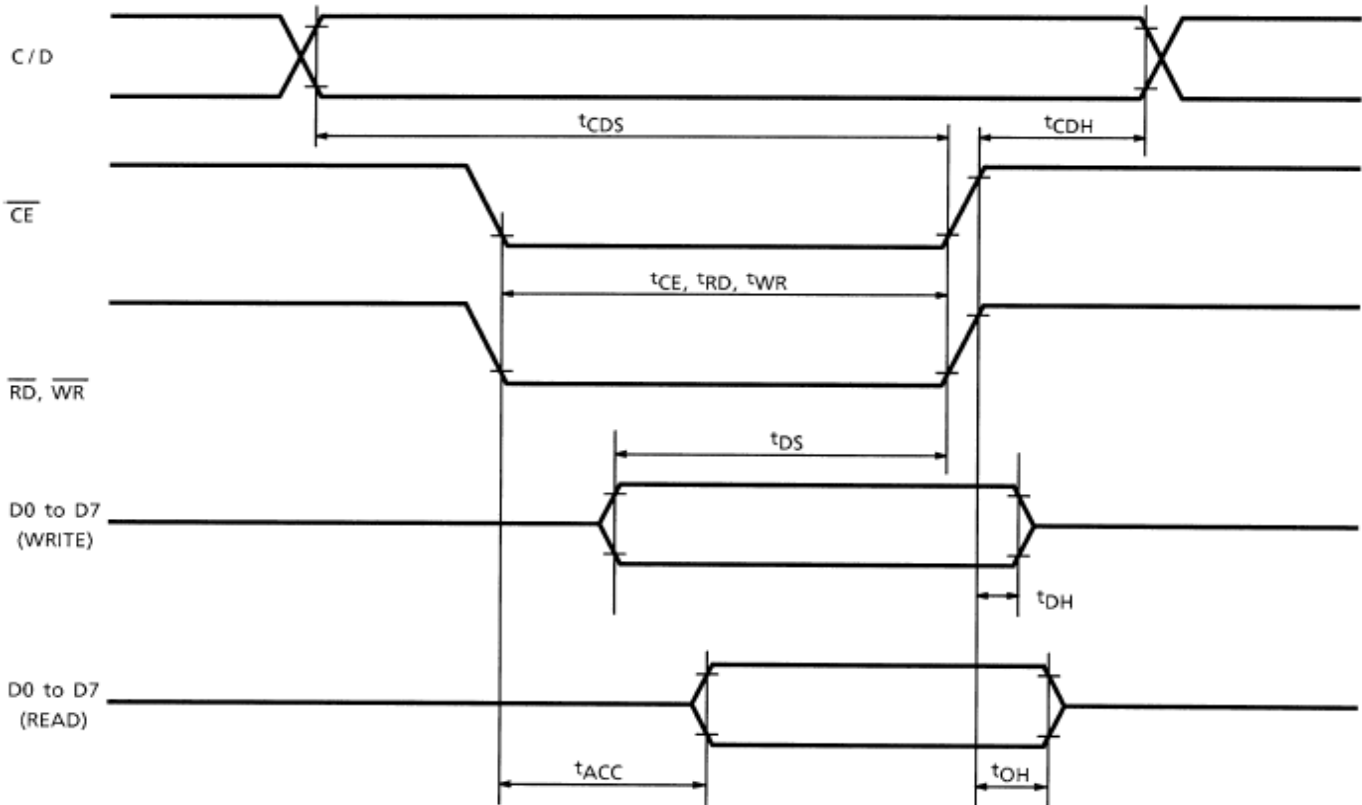 C/D
tCDS
tCDH
CE
tCE, tRD, tWR
RD, WR
tDS
D0 to D7
(WRITE)
tDH
D0 to D7
(READ)
tACC
tOH